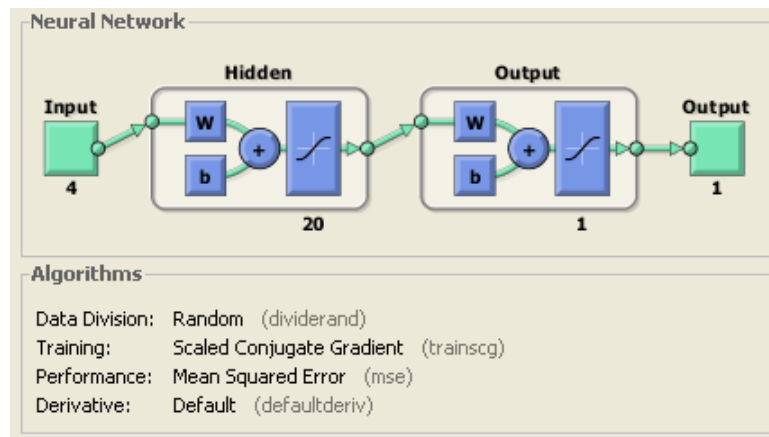 Neural Network
Hidden
Output
Input
Output
W
W
+
+
b
b
4
1
20
1
Algorithms
Data Division: Random (dividerand)
Training: Scaled Conjugate Gradient (trainscg)
Performance: Mean Squared Error (mse)
Derivative: Default (defaultderiv)